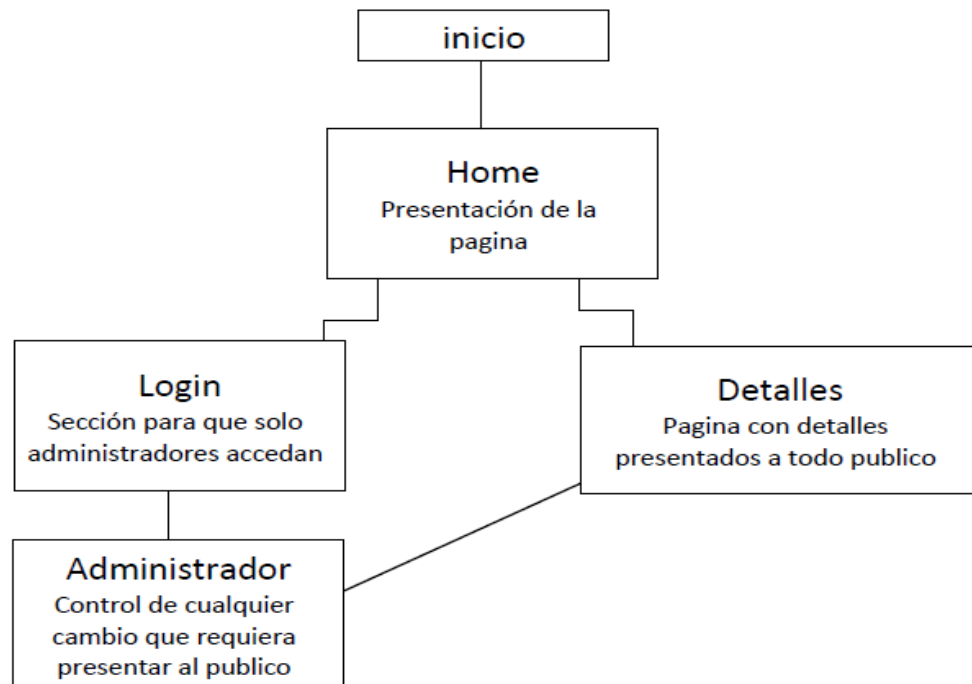 inicio
Home
Presentación de la
pagina
Login
Sección para que solo
administradores accedan
Detalles
Pagina con detalles
presentados a todo publico
Administrador
Control de cualquier
cambio que requiera
presentar al publico